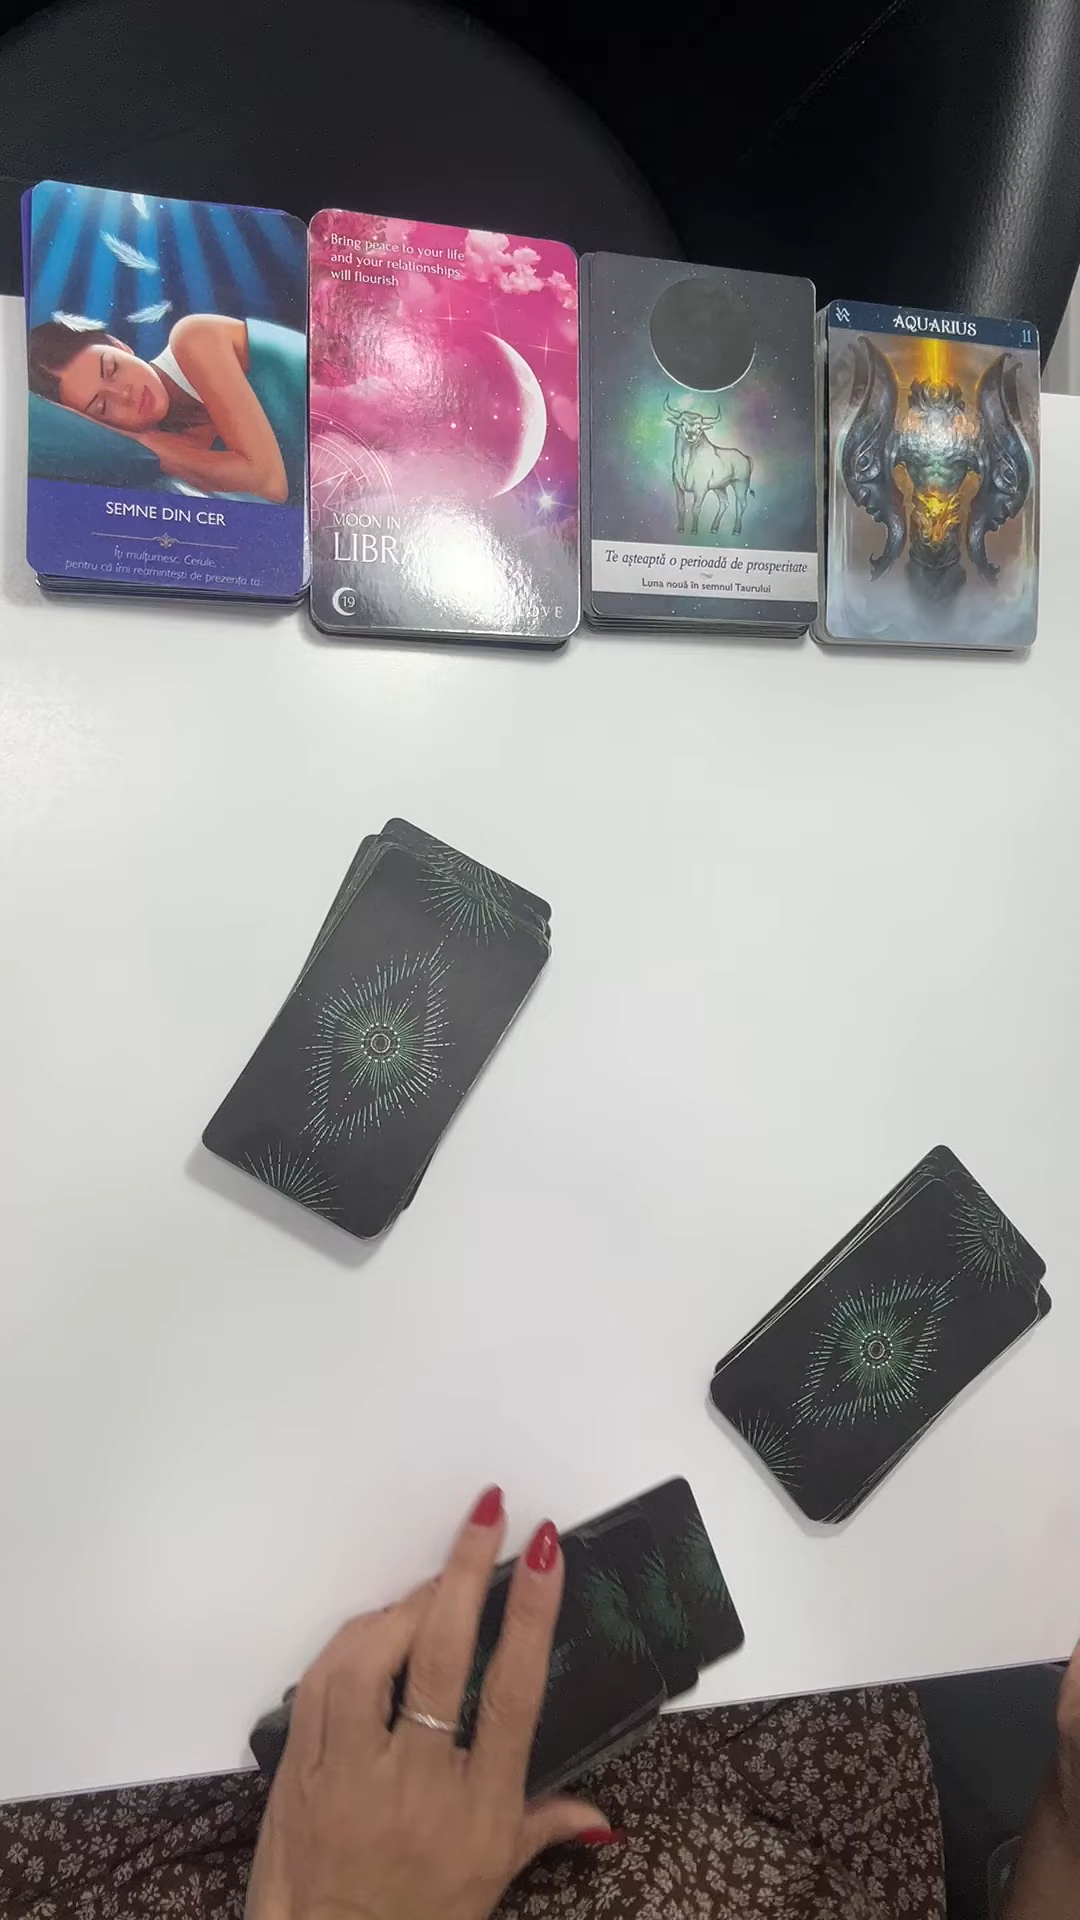 SEMNE DIN CER
Îți mulțumesc, Cerule,
pentru că îmi reamintești de prezența ta.
Bring peace to your life
and your relationships
will flourish
MOON IN
LIBRA
19
Te așteaptă o perioadă de prosperitate
Luna nouă în semnul Taurului
AQUARIUS
11